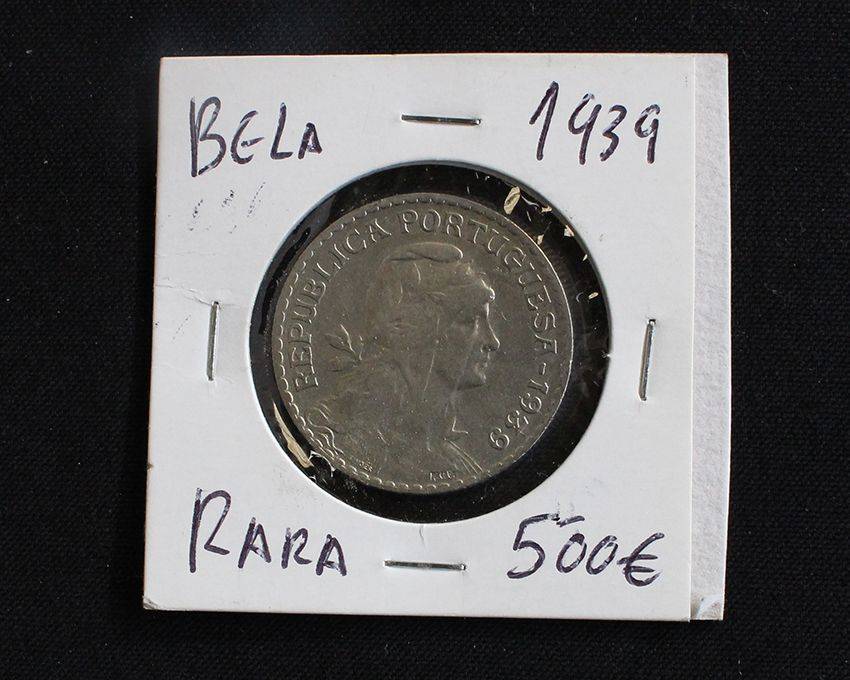 BELA 1939
REPUBLICA PORTUGUESA-1939
RARA 500€